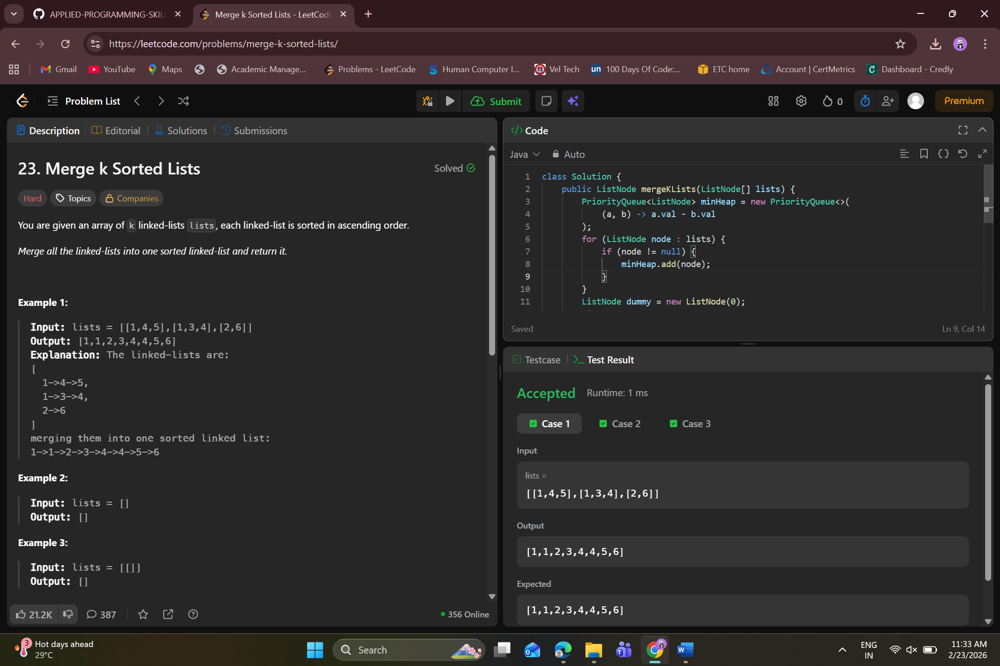 APPLIED-PROGRAMMING-SKIL
Merge k Sorted Lists - LeetCode
https://leetcode.com/problems/merge-k-sorted-lists/
Gmail
YouTube
Maps
Academic Manage...
Problems - LeetCode
Human Computer I...
Vel Tech
un 100 Days Of Code:...
ETC home
Account | CertMetrics
Dashboard - Credly
Problem List
Submit
0
Premium
Description
Editorial
Solutions
Submissions
23. Merge k Sorted Lists
Solved
Hard
Topics
Companies
You are given an array of k linked-lists lists, each linked-list is sorted in ascending order.
Merge all the linked-lists into one sorted linked-list and return it.
Example 1:
Input: lists = [[1,4,5],[1,3,4],[2,6]]
Output: [1,1,2,3,4,4,5,6]
Explanation: The linked-lists are:
[
1->4->5,
1->3->4,
2->6
]
merging them into one sorted linked list:
1->1->2->3->4->4->5->6
Example 2:
Input: lists = []
Output: []
Example 3:
Input: lists = [[]]
Output: []
21.2K
387
356 Online
</> Code
Java
Auto
1 class Solution {
2 public ListNode mergeKLists(ListNode[] lists) {
3 PriorityQueue<ListNode> minHeap = new PriorityQueue<>(
4 (a, b) -> a.val - b.val
5 );
6 for (ListNode node : lists) {
7 if (node != null) {
8 minHeap.add(node);
9 }
10 }
11 ListNode dummy = new ListNode(0);
Saved
Ln 9, Col 14
Testcase
Test Result
Accepted
Runtime: 1 ms
Case 1
Case 2
Case 3
Input
lists =
[[1,4,5],[1,3,4],[2,6]]
Output
[1,1,2,3,4,4,5,6]
Expected
[1,1,2,3,4,4,5,6]
3
Hot days ahead
29°C
Search
ENG
IN
11:33 AM
2/23/2026